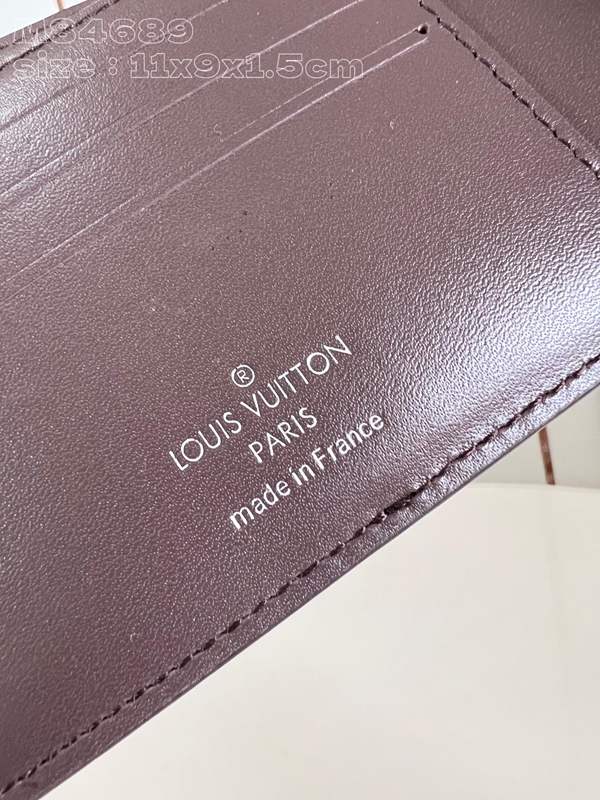 M34689
size : 11x9x1.5cm
®
LOUIS VUITTON
PARIS
made in France